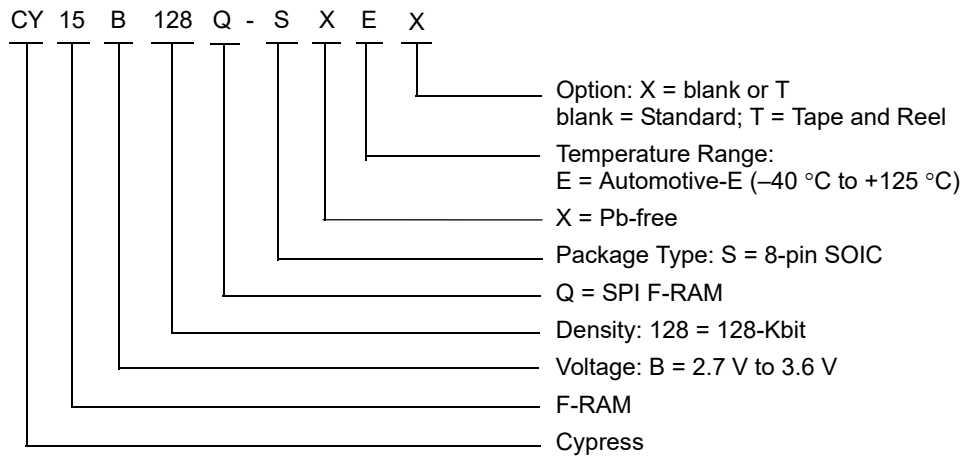 CY 15 B 128 Q - S X E X
Option: X = blank or T
blank = Standard; T = Tape and Reel
Temperature Range:
E = Automotive-E (–40 °C to +125 °C)
X = Pb-free
Package Type: S = 8-pin SOIC
Q = SPI F-RAM
Density: 128 = 128-Kbit
Voltage: B = 2.7 V to 3.6 V
F-RAM
Cypress